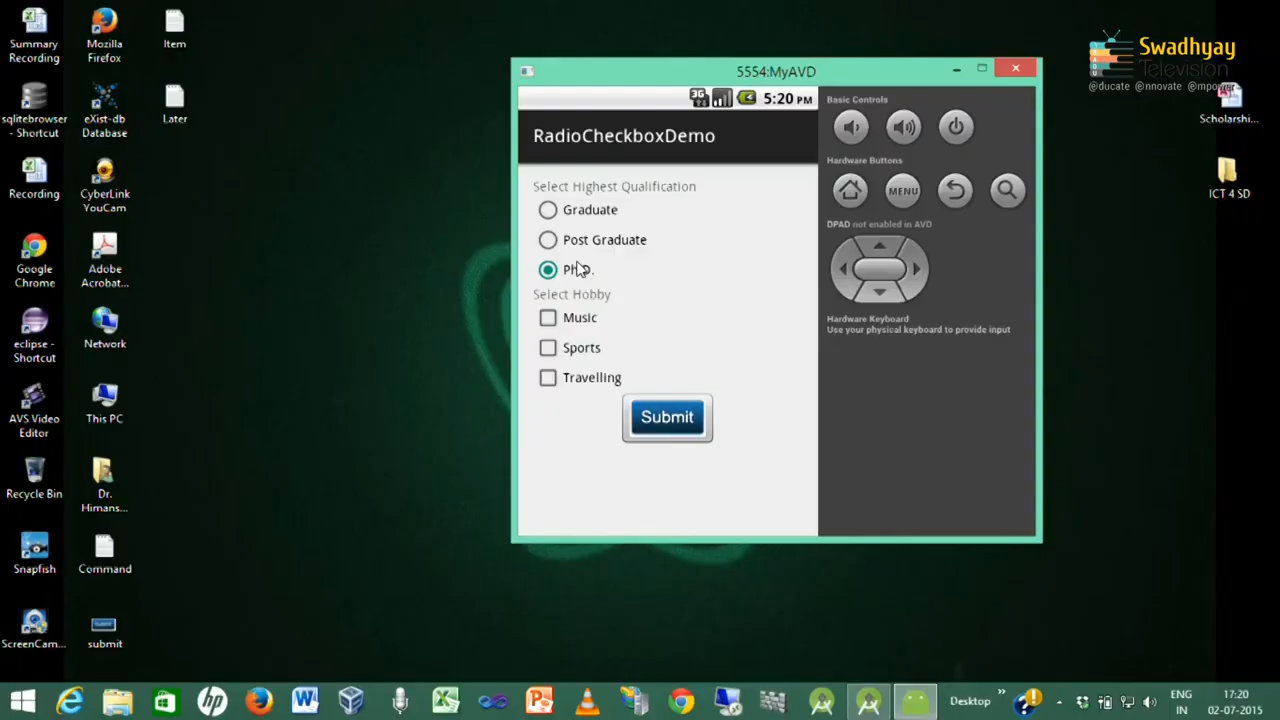 Summary
Recording
Mozilla
Firefox
Item
sqlitebrowser
- Shortcut
eXist-db
Database
Later
Recording
CyberLink
YouCam
Google
Chrome
Adobe
Acrobat...
eclipse -
Shortcut
Network
AVS Video
Editor
This PC
Recycle Bin
Dr.
Himans...
Snapfish
Command
ScreenCam...
submit
5554:MyAVD
3G
5:20 PM
RadioCheckboxDemo
Select Highest Qualification
Graduate
Post Graduate
Select Hobby
Music
Sports
Travelling
Submit
Basic Controls
Hardware Buttons
MENU
DPAD not enabled in AVD
Hardware Keyboard
Use your physical keyboard to provide input
Swadhyay
Television
@ducate @nnovate @mpower
Scholarshi...
ICT 4 SD
Desktop
ENG
IN
17:20
02-07-2015